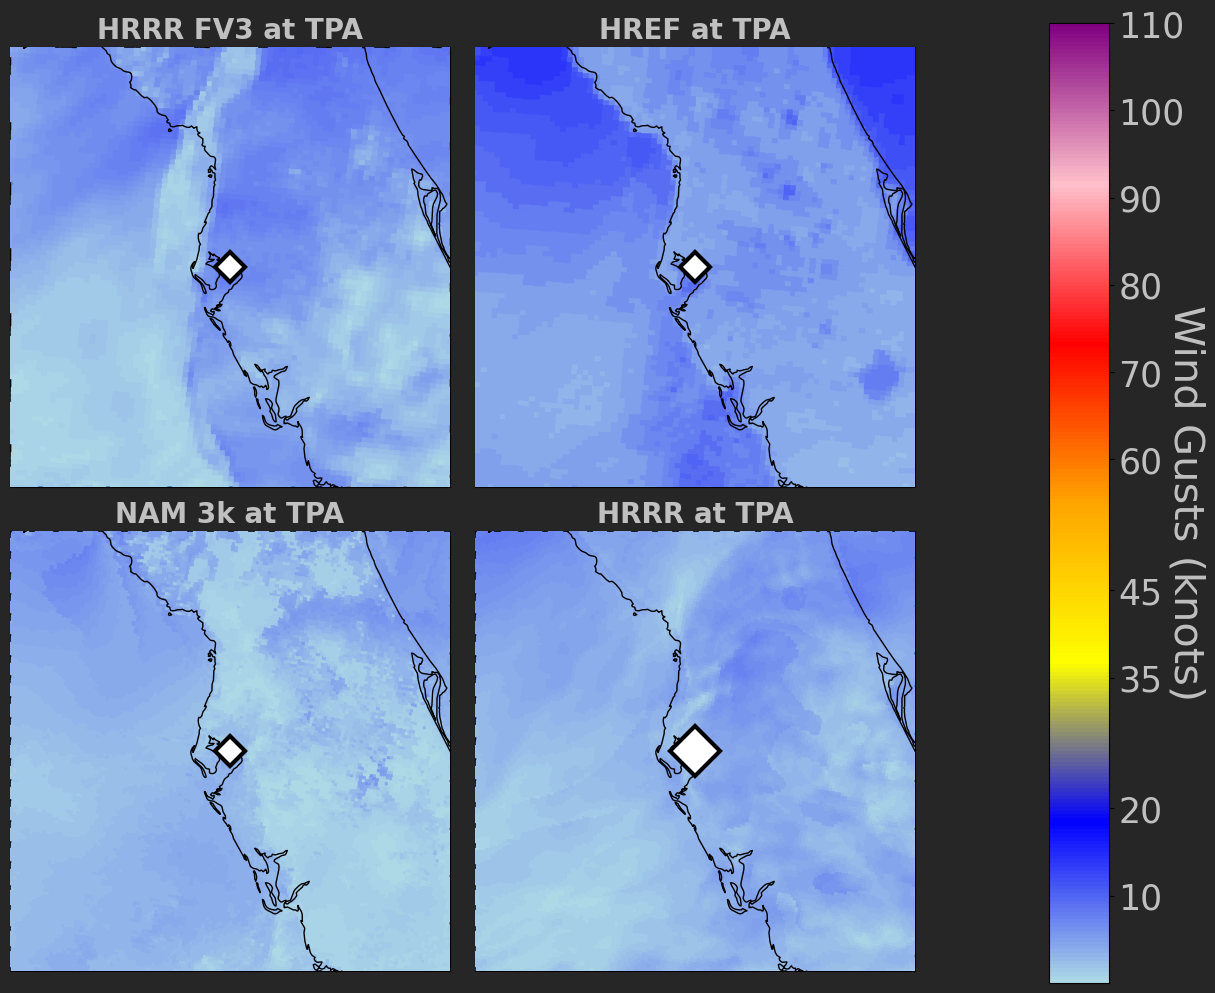 HRRR FV3 at TPA
HREF at TPA
NAM 3k at TPA
HRRR at TPA
110
100
90
80
70
60
45
35
20
10
Wind Gusts (knots)